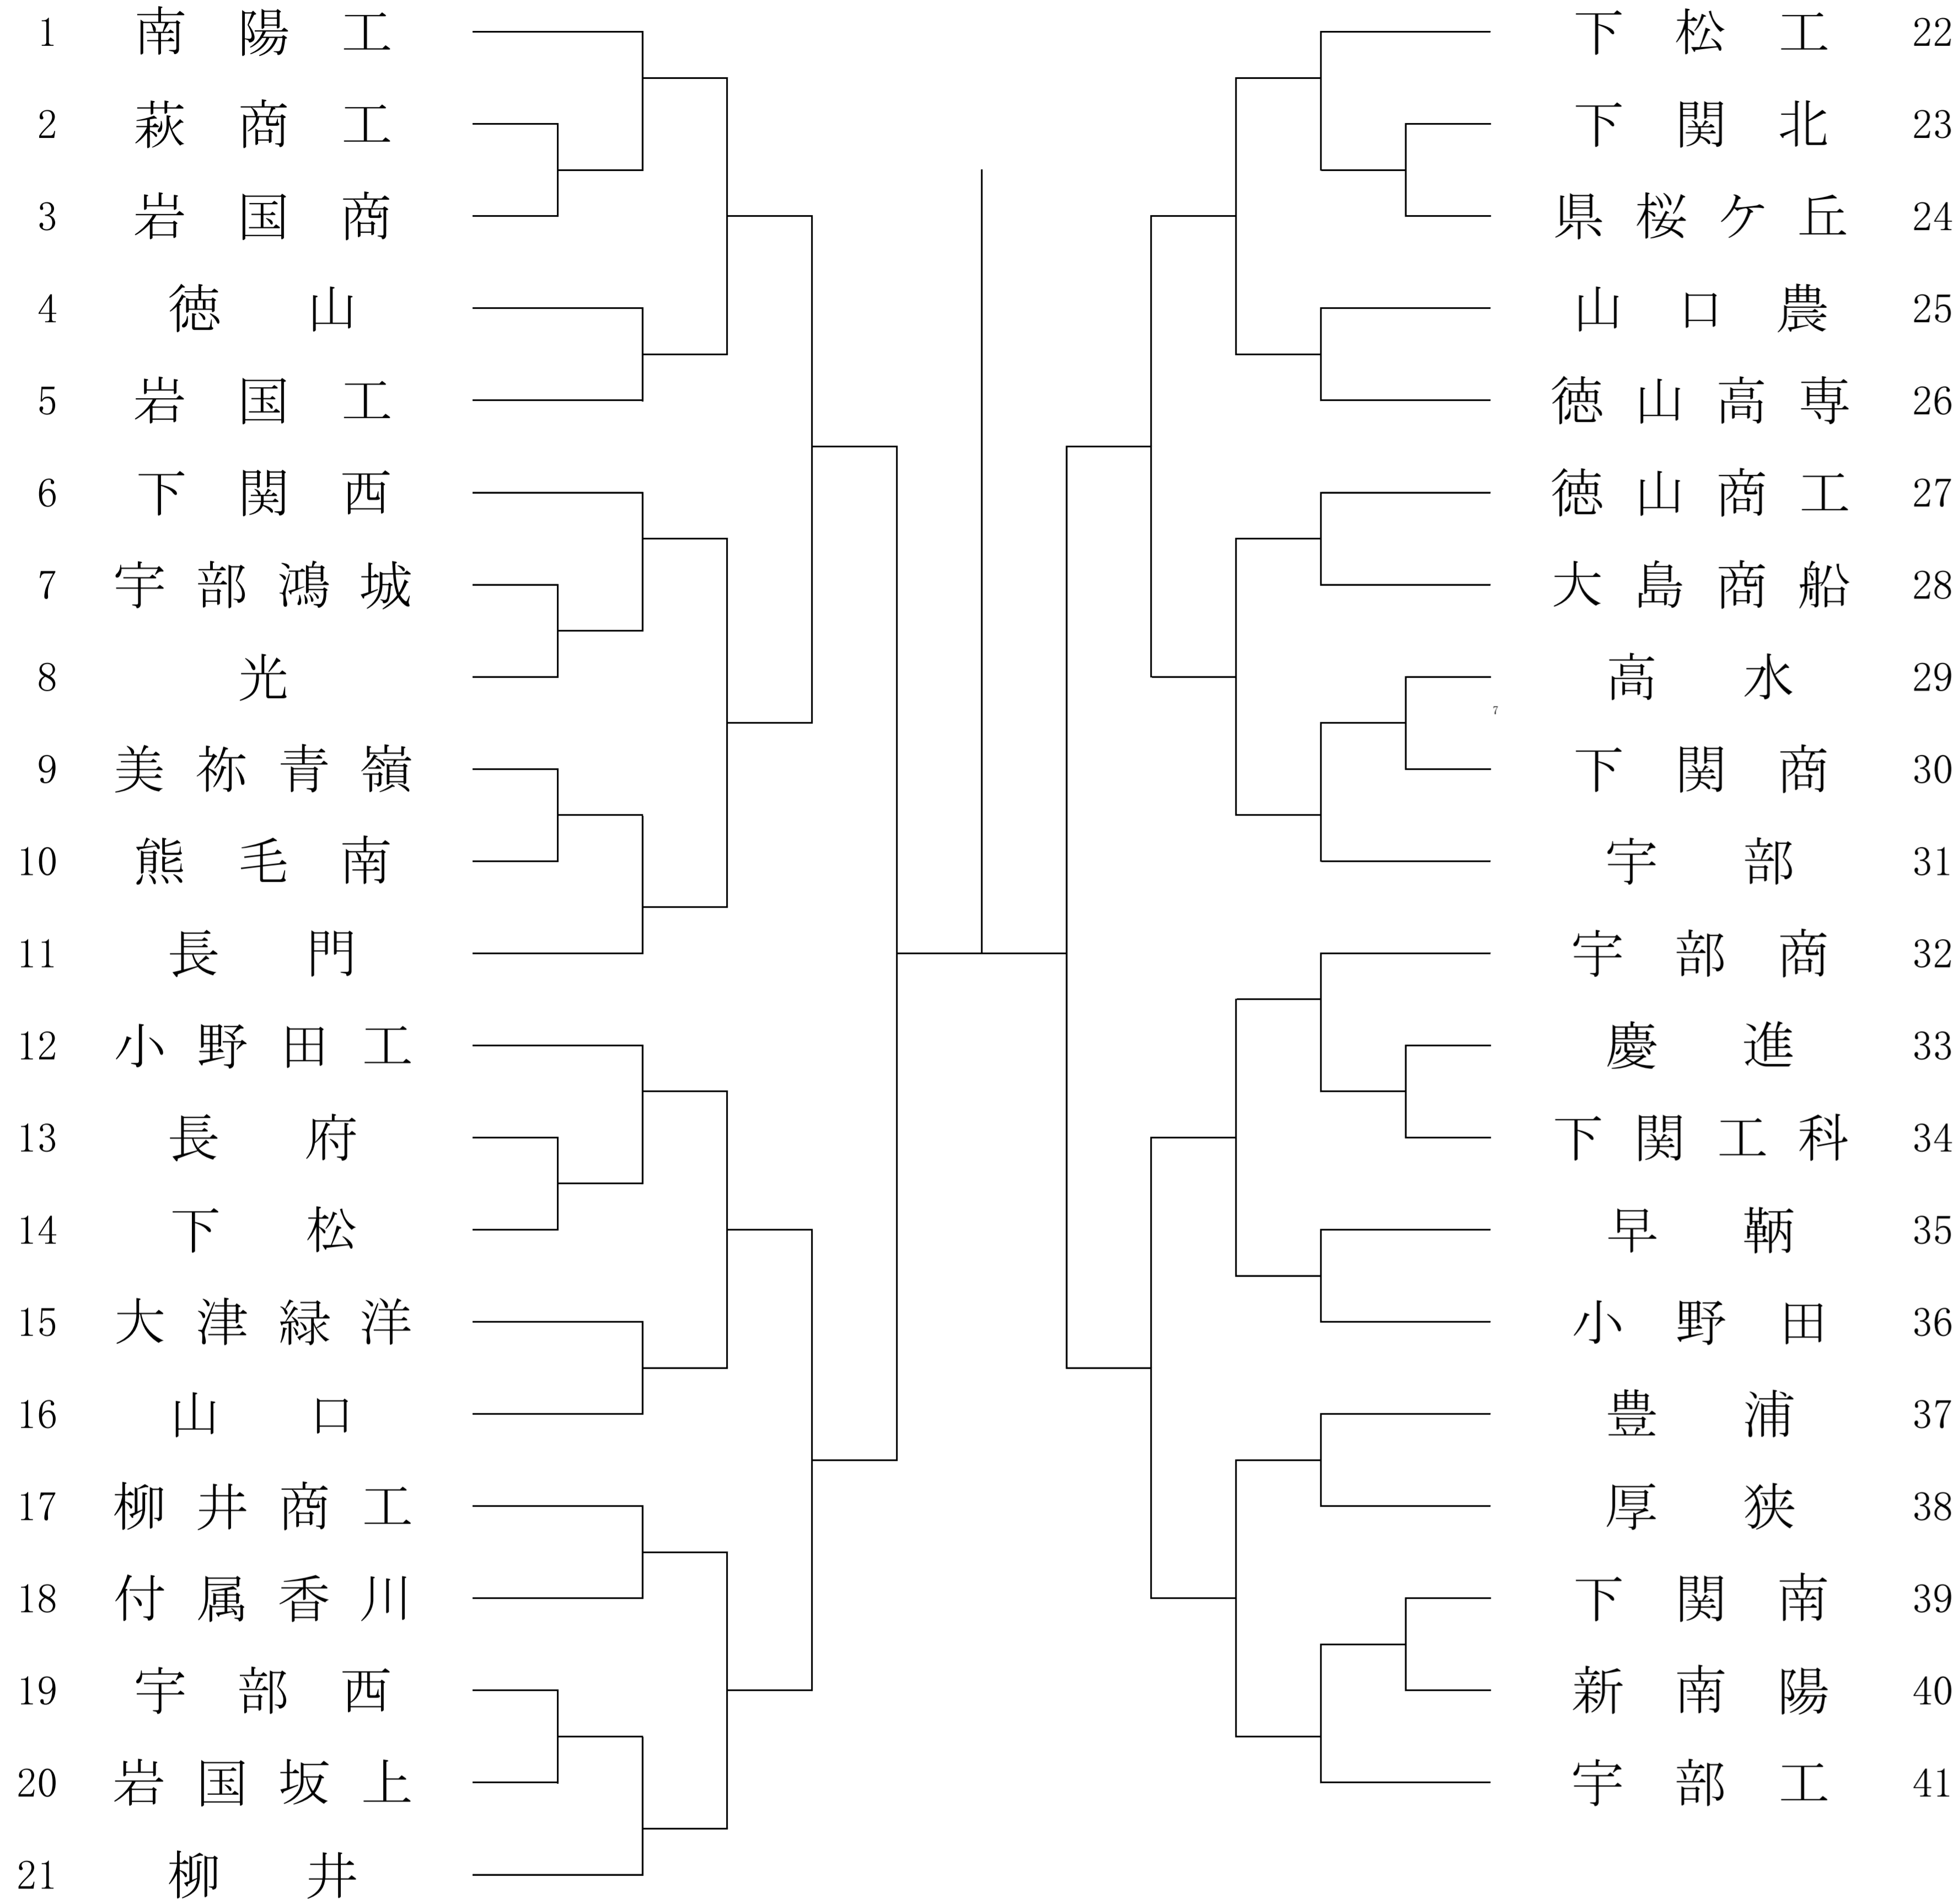 1 南陽工
2 萩商工
3 岩国商
4 徳山
5 岩国工
6 下関西
7 宇部鴻城
8 光
9 美祢青嶺
10 熊毛南
11 長門
12 小野田工
13 長府
14 下松
15 大津緑洋
16 山口
17 柳井商工
18 付属香川
19 宇部西
20 岩国坂上
21 柳井
下松工 22
下関北 23
県桜ケ丘 24
山口農 25
徳山高専 26
徳山商工 27
大島商船 28
高水 29
7
下関商 30
宇部 31
宇部商 32
慶進 33
下関工科 34
早鞆 35
小野田 36
豊浦 37
厚狭 38
下関南 39
新南陽 40
宇部工 41